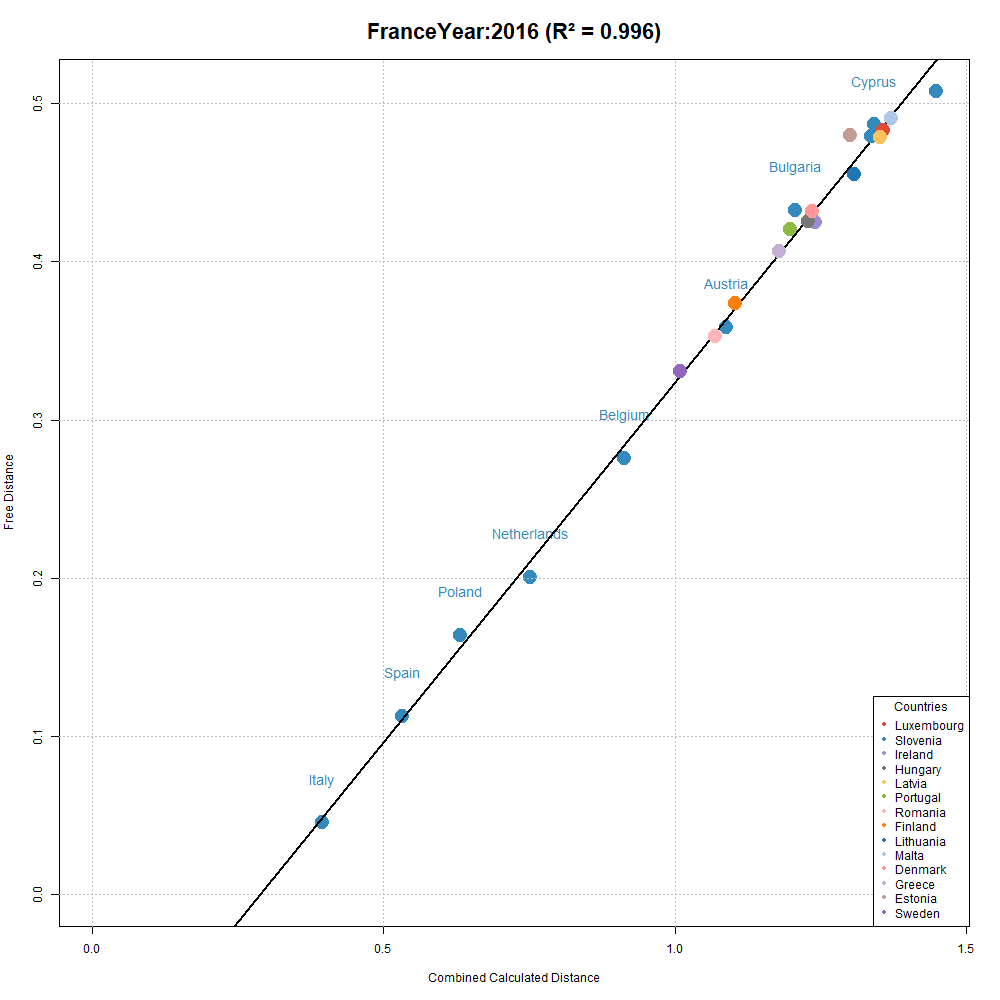 FranceYear:2016 (R² = 0.996)
Cyprus
Bulgaria
Austria
Belgium
Netherlands
Poland
Spain
Italy
0.5
0.4
0.3
0.2
0.1
0.0
Free Distance
Countries
Luxembourg
Slovenia
Ireland
Hungary
Latvia
Portugal
Romania
Finland
Lithuania
Malta
Denmark
Greece
Estonia
Sweden
0.0 0.5 1.0 1.5
Combined Calculated Distance